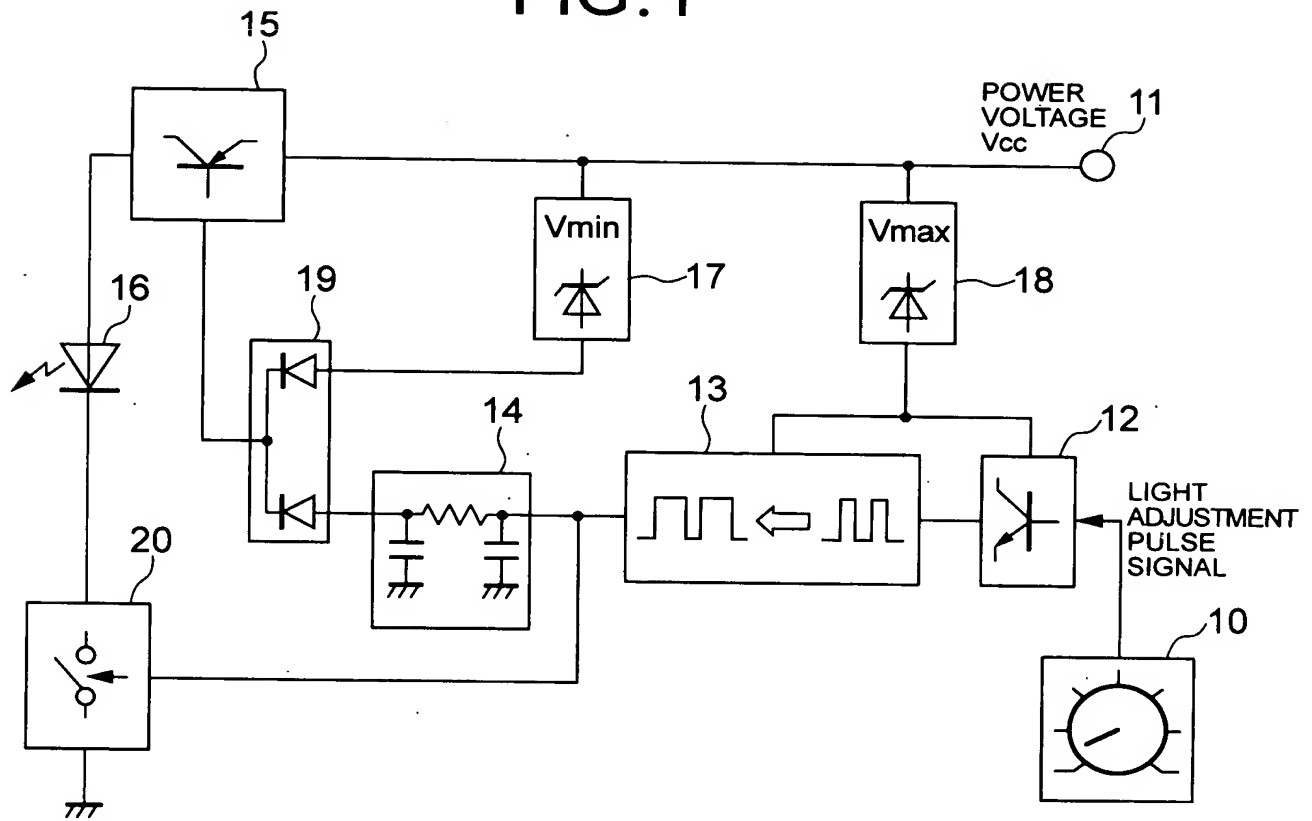 FIG. 1
15
POWER
VOLTAGE
Vcc
11
Vmin
17
Vmax
18
16
19
14
13
12
LIGHT
ADJUSTMENT
PULSE
SIGNAL
20
10